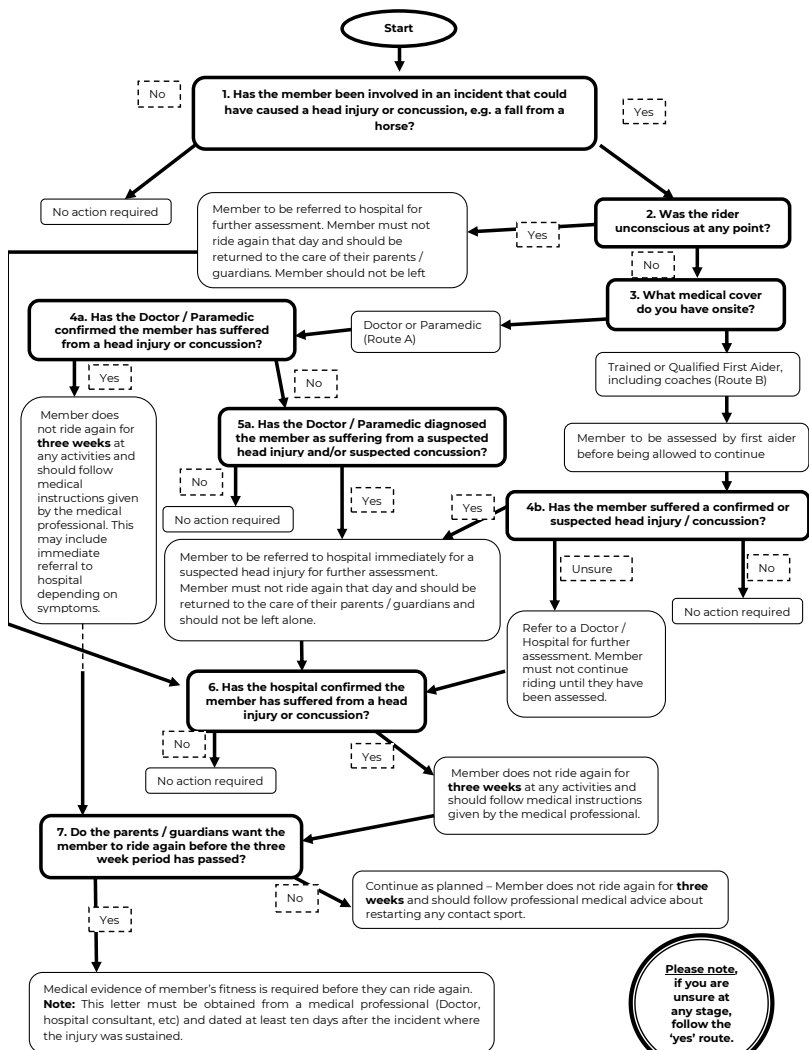 Start
No
1. Has the member been involved in an incident that could
have caused a head injury or concussion, e.g. a fall from a
horse?
Yes
No action required
Member to be referred to hospital for
further assessment. Member must not
ride again that day and should be
returned to the care of their parents /
guardians. Member should not be left
Yes
2. Was the rider
unconscious at any point?
No
3. What medical cover
do you have onsite?
4a. Has the Doctor / Paramedic
confirmed the member has suffered
from a head injury or concussion?
Doctor or Paramedic
(Route A)
Trained or Qualified First Aider,
including coaches (Route B)
Yes
No
Member does
not ride again for
three weeks at
any activities and
should follow
medical
instructions given
by the medical
professional. This
may include
immediate
referral to
hospital
depending on
symptoms.
5a. Has the Doctor / Paramedic diagnosed
the member as suffering from a suspected
head injury and/or suspected concussion?
Member to be assessed by first aider
before being allowed to continue
No
Yes
Yes
No action required
4b. Has the member suffered a confirmed or
suspected head injury / concussion?
Member to be referred to hospital immediately for a
suspected head injury for further assessment.
Member must not ride again that day and should be
returned to the care of their parents / guardians and
should not be left alone.
Unsure
No
No action required
Refer to a Doctor /
Hospital for further
assessment. Member
must not continue
riding until they have
been assessed.
6. Has the hospital confirmed the
member has suffered from a head
injury or concussion?
No
Yes
No action required
Member does not ride again for
three weeks at any activities and
should follow medical instructions
given by the medical professional.
7. Do the parents / guardians want the
member to ride again before the three
week period has passed?
No
Continue as planned – Member does not ride again for three
weeks and should follow professional medical advice about
restarting any contact sport.
Yes
Medical evidence of member's fitness is required before they can ride again.
Note: This letter must be obtained from a medical professional (Doctor,
hospital consultant, etc) and dated at least ten days after the incident where
the injury was sustained.
Please note,
if you are
unsure at
any stage,
follow the
'yes' route.